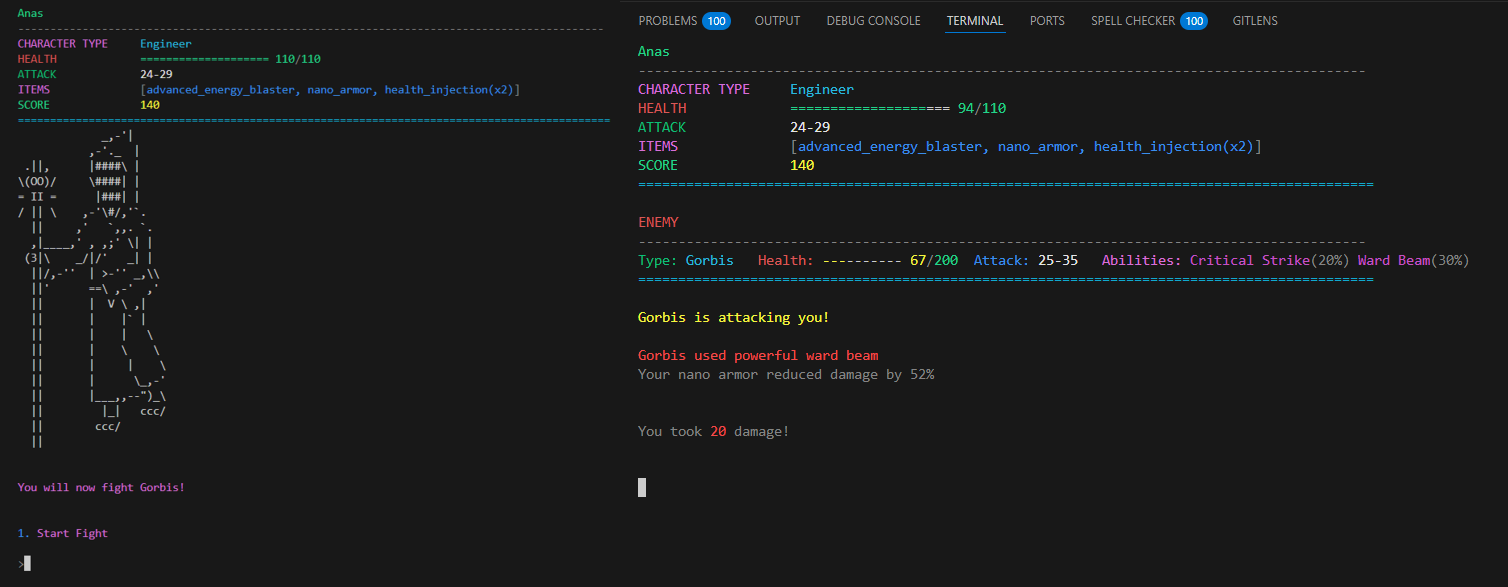 Anas
CHARACTER TYPE Engineer
HEALTH ==================== 110/110
ATTACK 24-29
ITEMS [advanced_energy_blaster, nano_armor, health_injection(x2)]
SCORE 140
You will now fight Gorbis!
1. Start Fight
>
PROBLEMS 100 OUTPUT DEBUG CONSOLE TERMINAL PORTS SPELL CHECKER 100 GITLENS
Anas
CHARACTER TYPE Engineer
HEALTH ==================== 94/110
ATTACK 24-29
ITEMS [advanced_energy_blaster, nano_armor, health_injection(x2)]
SCORE 140
ENEMY
Type: Gorbis Health: ---------- 67/200 Attack: 25-35 Abilities: Critical Strike(20%) Ward Beam(30%)
Gorbis is attacking you!
Gorbis used powerful ward beam
Your nano armor reduced damage by 52%
You took 20 damage!